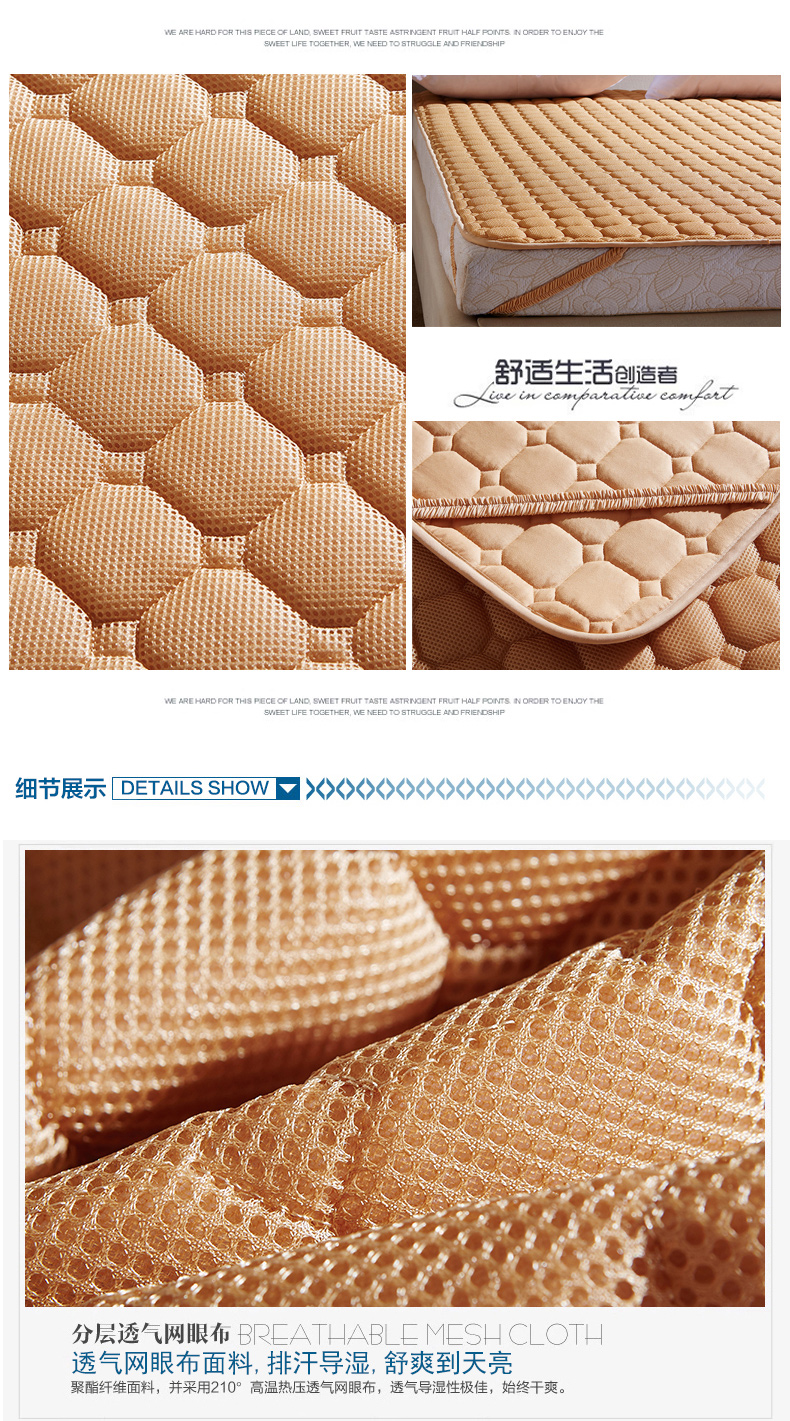 WE ARE HARD FOR THIS PIECE OF LAND, SWEET FRUIT TASTE ASTRINGENT FRUIT HALF POINTS. IN ORDER TO ENJOY THE
SWEET LIFE TOGETHER, WE NEED TO STRUGGLE AND FRIENDSHIP
舒适生活创造者
Live in comparative comfort
WE ARE HARD FOR THIS PIECE OF LAND, SWEET FRUIT TASTE ASTRINGENT FRUIT HALF POINTS. IN ORDER TO ENJOY THE
SWEET LIFE TOGETHER, WE NEED TO STRUGGLE AND FRIENDSHIP
细节展示 DETAILS SHOW
分层透气网眼布 BREATHABLE MESH CLOTH
透气网眼布面料, 排汗导湿, 舒爽到天亮
聚酯纤维面料，并采用210°高温热压透气网眼布，透气导湿性极佳，始终干爽。